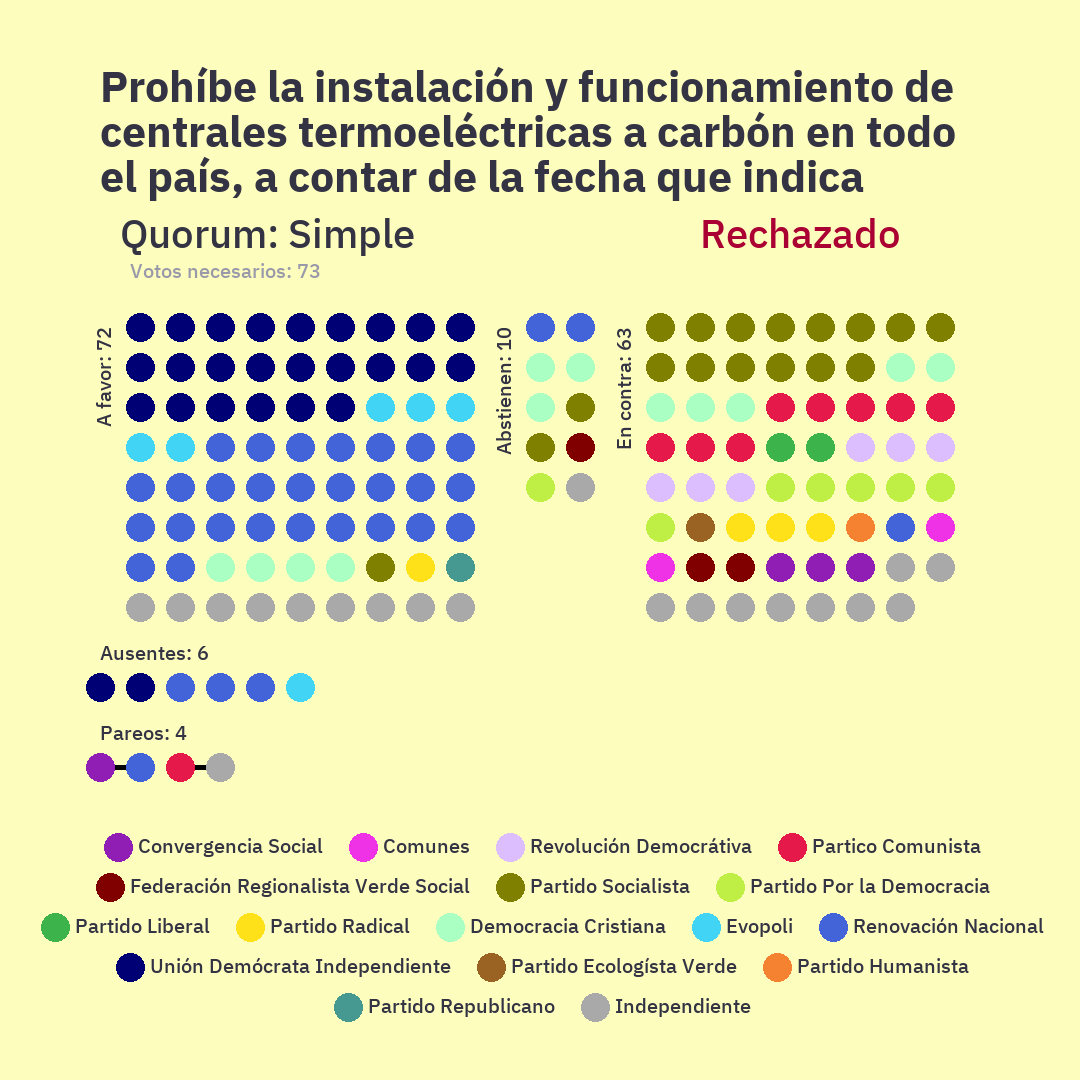 Prohíbe la instalación y funcionamiento de
centrales termoeléctricas a carbón en todo
el país, a contar de la fecha que indica
Quorum: Simple
Rechazado
Votos necesarios: 73
A favor: 72
Abstienen: 10
En contra: 63
Ausentes: 6
Pareos: 4
Convergencia Social
Comunes
Revolución Democrátiva
Partico Comunista
Federación Regionalista Verde Social
Partido Socialista
Partido Por la Democracia
Partido Liberal
Partido Radical
Democracia Cristiana
Evopoli
Renovación Nacional
Unión Demócrata Independiente
Partido Ecologísta Verde
Partido Humanista
Partido Republicano
Independiente